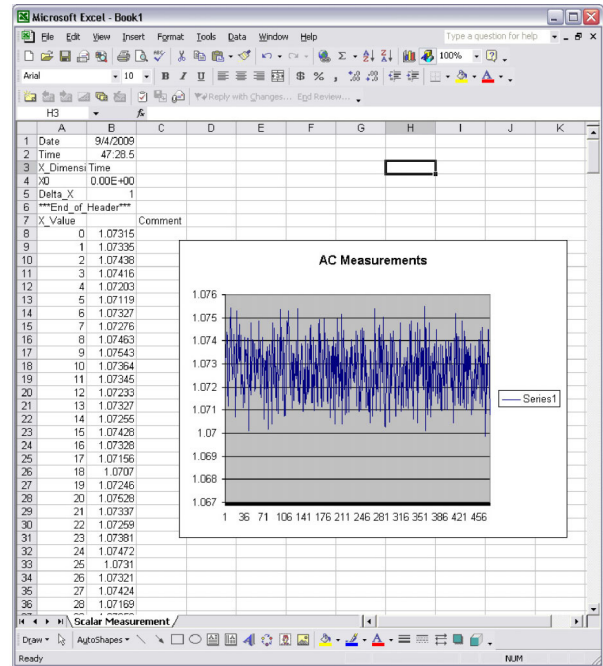 Microsoft Excel - Book1
File Edit View Insert Format Tools Data Window Help Type a question for help
100%
Arial 10 B I U $ % ,
Reply with Changes... End Review...
H3 fx
A B C D E F G H I J K
1 Date 9/4/2009
2 Time 47:28.5
3 X_Dimensi Time
4 X0 0.00E+00
5 Delta_X 1
6 ***End_of_Header***
7 X_Value Comment
8 0 1.07315
9 1 1.07335
10 2 1.07438
11 3 1.07416
12 4 1.07203
13 5 1.07119
14 6 1.07327
15 7 1.07276
16 8 1.07463
17 9 1.07543
18 10 1.07364
19 11 1.07345
20 12 1.07233
21 13 1.07327
22 14 1.07255
23 15 1.07428
24 16 1.07328
25 17 1.07156
26 18 1.0707
27 19 1.07246
28 20 1.07528
29 21 1.07337
30 22 1.07259
31 23 1.07381
32 24 1.07472
33 25 1.0731
34 26 1.07321
35 27 1.07424
36 28 1.07169
AC Measurements
1.076
1.075
1.074
1.073
1.072
1.071
1.07
1.069
1.068
1.067
1 36 71 106 141 176 211 246 281 316 351 386 421 456
Series1
Scalar Measurement
Draw AutoShapes
Ready NUM